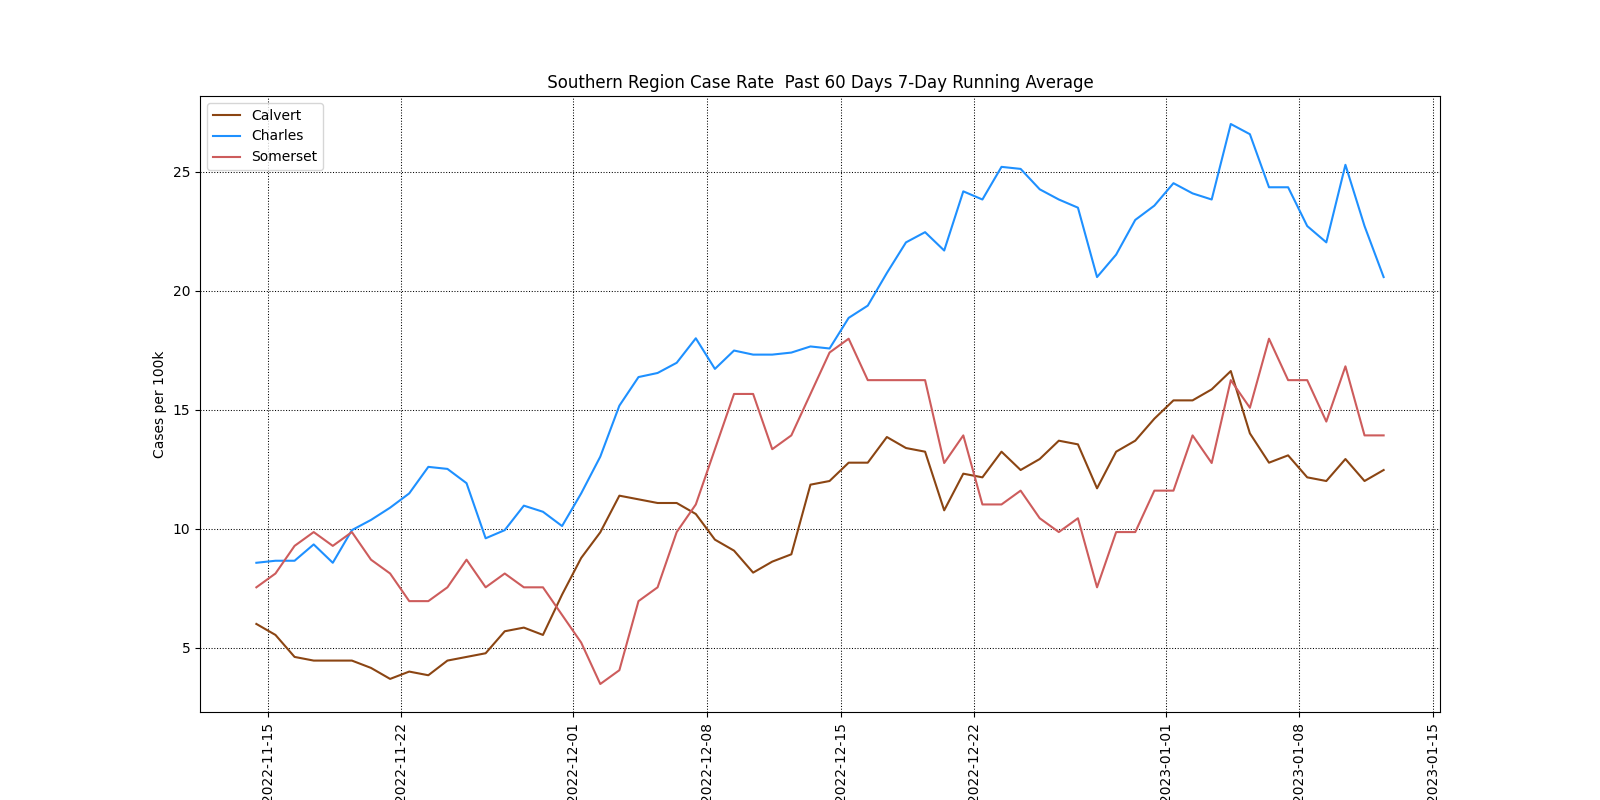 Southern Region Case Rate  Past 60 Days 7-Day Running Average
Calvert
Charles
Somerset
25
20
15
10
5
Cases per 100k
2022-11-15
2022-11-22
2022-12-01
2022-12-08
2022-12-15
2022-12-22
2023-01-01
2023-01-08
2023-01-15